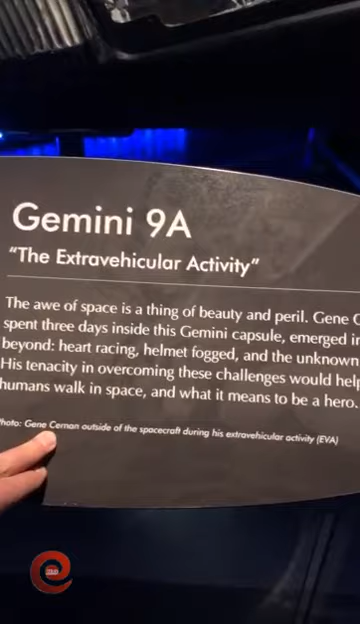 Gemini 9A
"The Extravehicular Activity"
The awe of space is a thing of beauty and peril. Gene
spent three days inside this Gemini capsule, emerged
beyond: heart racing, helmet fogged, and the unknown
His tenacity in overcoming these challenges would help
humans walk in space, and what it means to be a hero.
Photo: Gene Cernan outside of the spacecraft during his extravehicular activity (EVA)